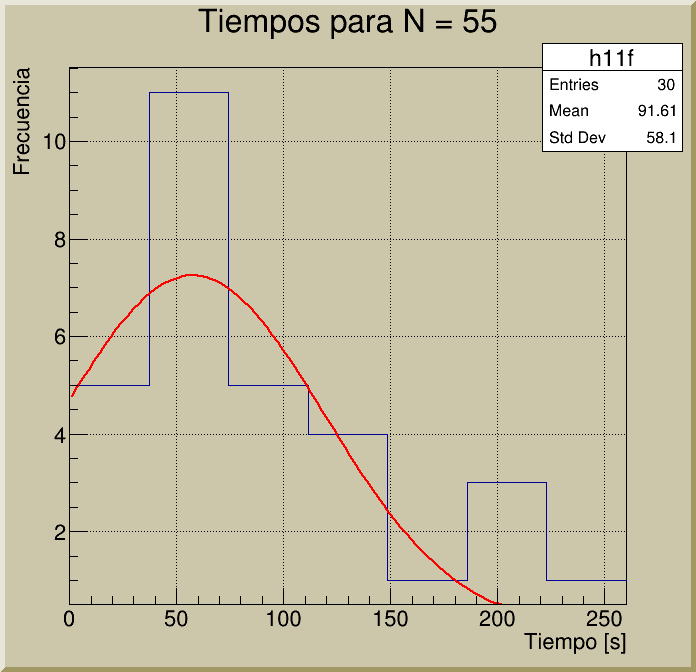 Tiempos para N = 55
h11f
Entries 30
Mean 91.61
Std Dev 58.1
Frecuencia
10
8
6
4
2
0 50 100 150 200 250
Tiempo [s]